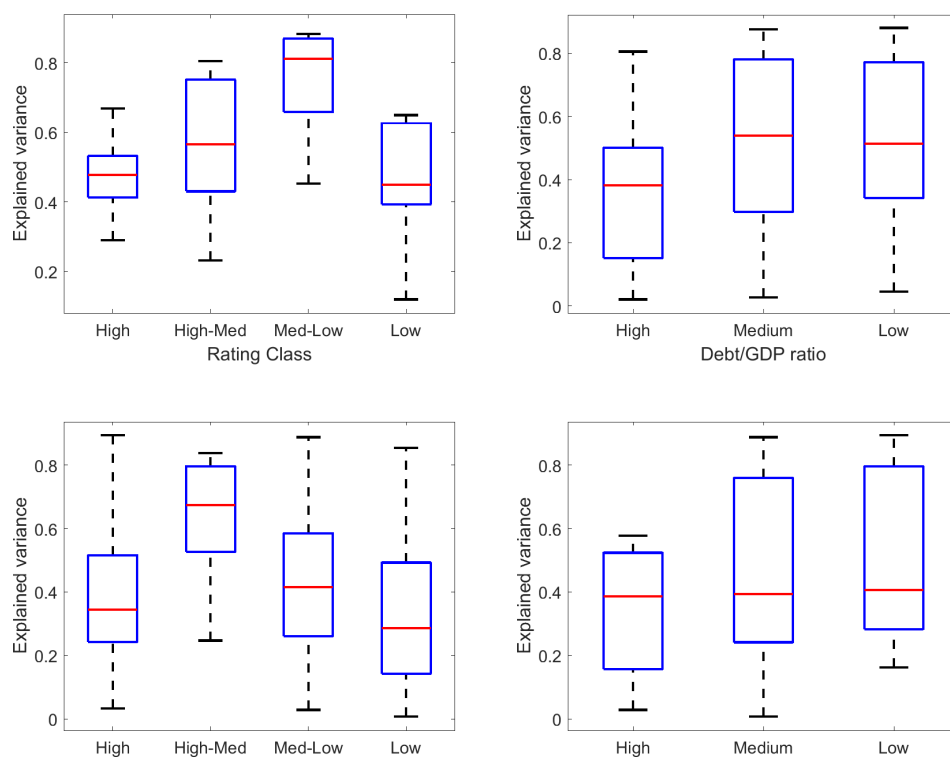 Explained variance
0.8
0.6
0.4
0.2
High High-Med Med-Low Low
Rating Class
Explained variance
0.8
0.6
0.4
0.2
0
High Medium Low
Debt/GDP ratio
Explained variance
0.8
0.6
0.4
0.2
0
High High-Med Med-Low Low
Explained variance
0.8
0.6
0.4
0.2
0
High Medium Low